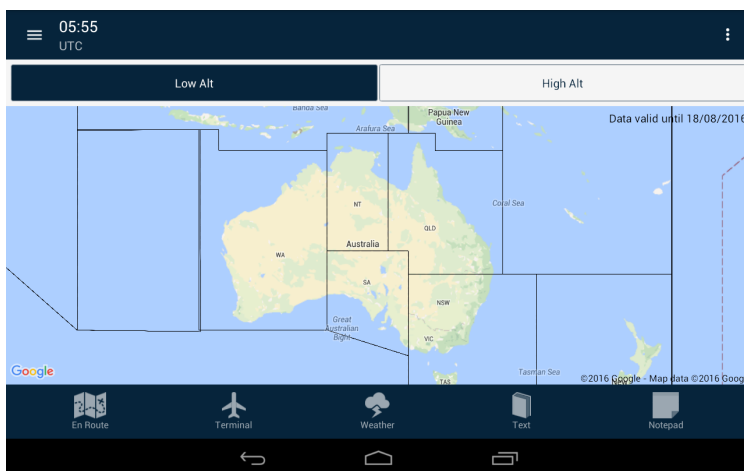 05:55
UTC
Low Alt
High Alt
Banda Sea
Papua New
Guinea
Arafura Sea
Data valid until 18/08/2016
NT
Coral Sea
QLD
Australia
WA
SA
NSW
Great
Australian
Bight
VIC
Tasman Sea
TAS
New
Google
©2016 Google - Map data ©2016 Goog
En Route
Terminal
Weather
Text
Notepad